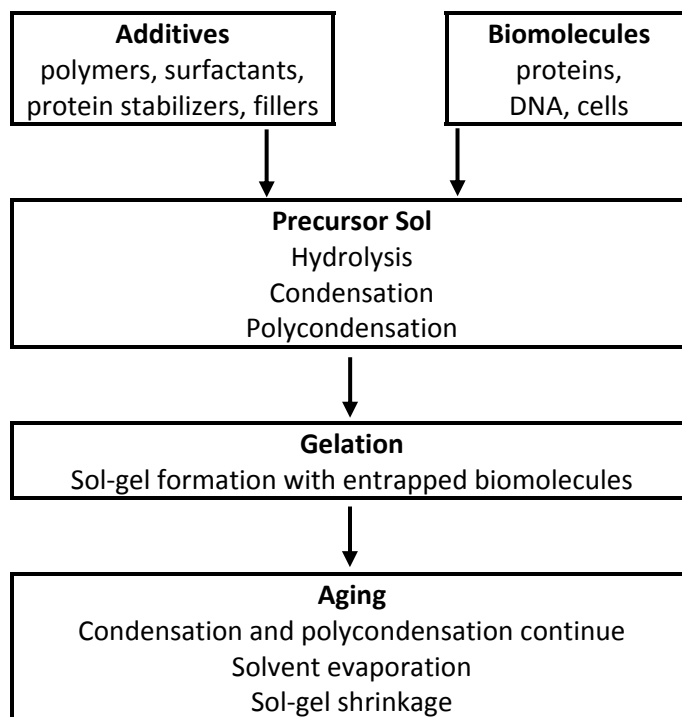 Additives
polymers, surfactants,
protein stabilizers, fillers
Biomolecules
proteins,
DNA, cells
Precursor Sol
Hydrolysis
Condensation
Polycondensation
Gelation
Sol-gel formation with entrapped biomolecules
Aging
Condensation and polycondensation continue
Solvent evaporation
Sol-gel shrinkage